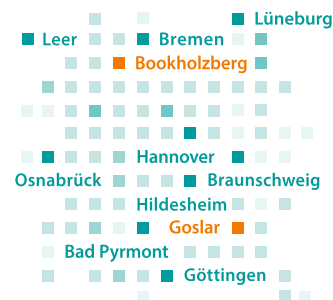 Lüneburg
Leer Bremen
Bookholzberg
Hannover
Osnabrück Braunschweig
Hildesheim
Goslar
Bad Pyrmont
Göttingen